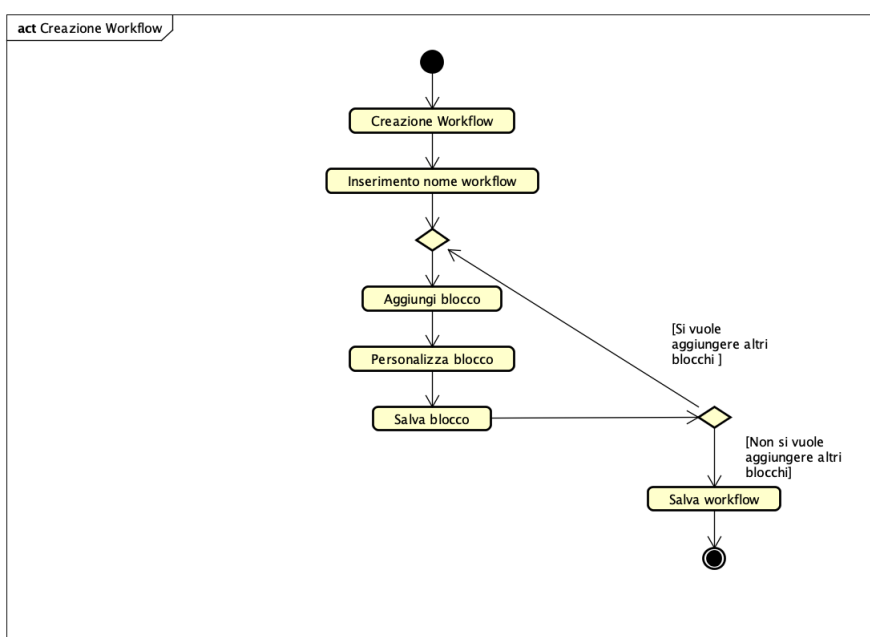 act Creazione Workflow
Creazione Workflow
Inserimento nome workflow
Aggiungi blocco
Personalizza blocco
Salva blocco
[Si vuole
aggiungere altri
blocchi ]
[Non si vuole
aggiungere altri
blocchi]
Salva workflow